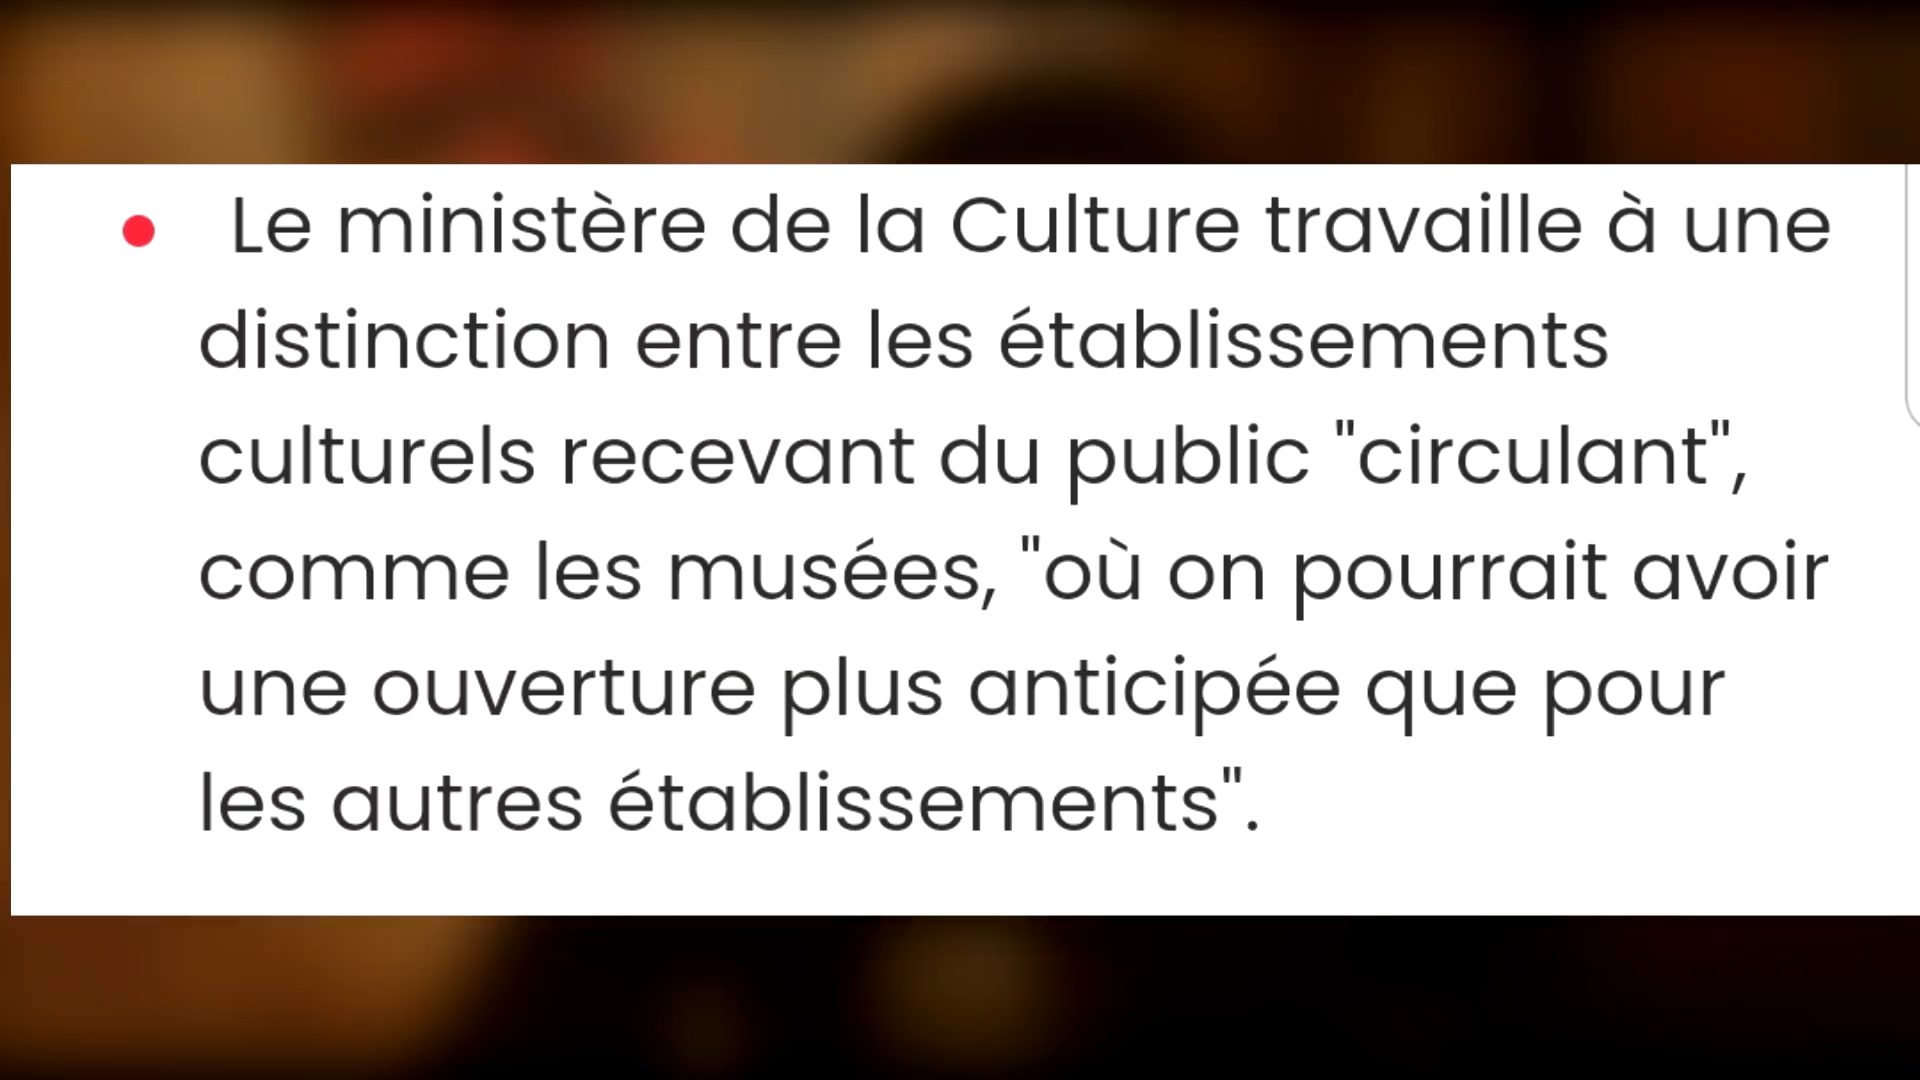 Le ministère de la Culture travaille à une
distinction entre les établissements
culturels recevant du public "circulant",
comme les musées, "où on pourrait avoir
une ouverture plus anticipée que pour
les autres établissements".